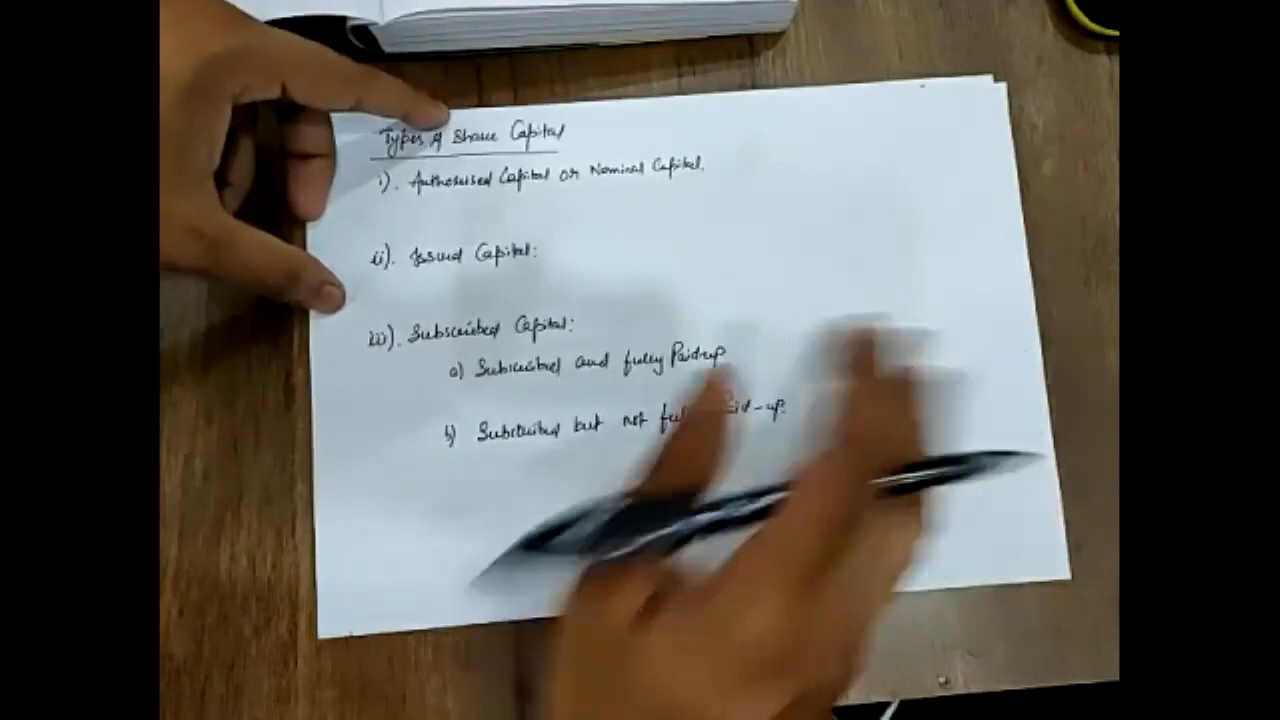 Types of Share Capital
i). Authorised Capital or Nominal Capital.
ii). Issued Capital:
iii). Subscribed Capital:
a) Subscribed and fully Paid-up
b) Subscribed but not